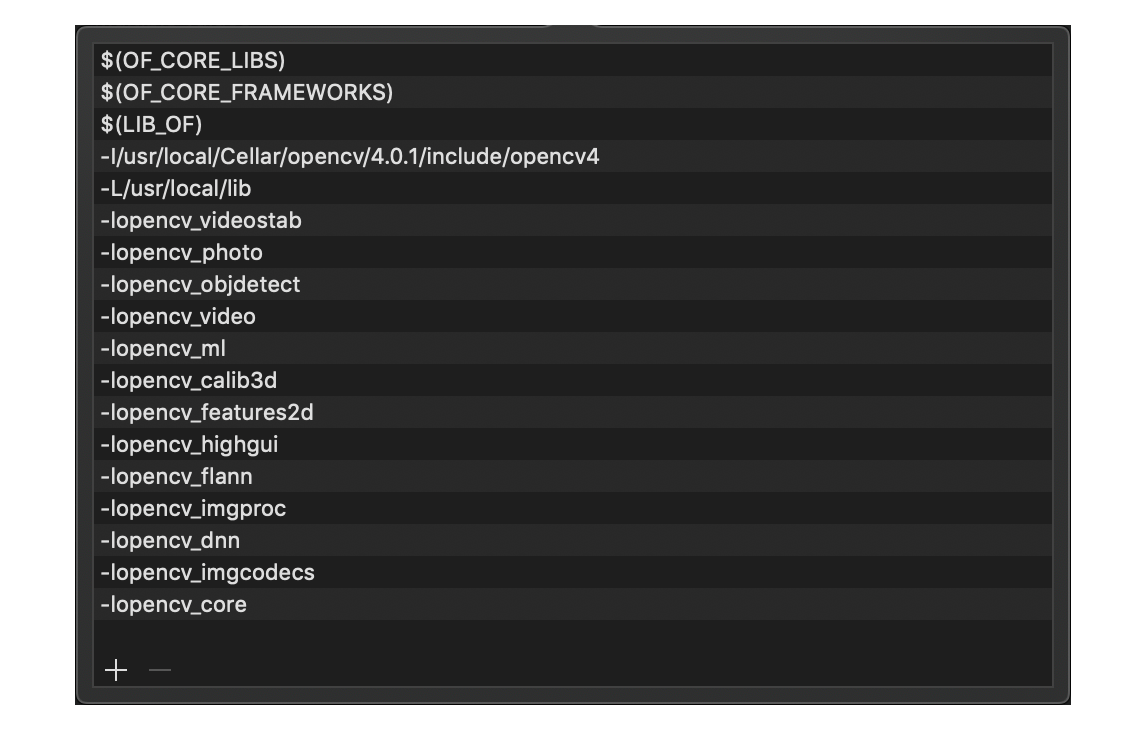 $(OF_CORE_LIBS)
$(OF_CORE_FRAMEWORKS)
$(LIB_OF)
-I/usr/local/Cellar/opencv/4.0.1/include/opencv4
-L/usr/local/lib
-lopencv_videostab
-lopencv_photo
-lopencv_objdetect
-lopencv_video
-lopencv_ml
-lopencv_calib3d
-lopencv_features2d
-lopencv_highgui
-lopencv_flann
-lopencv_imgproc
-lopencv_dnn
-lopencv_imgcodecs
-lopencv_core